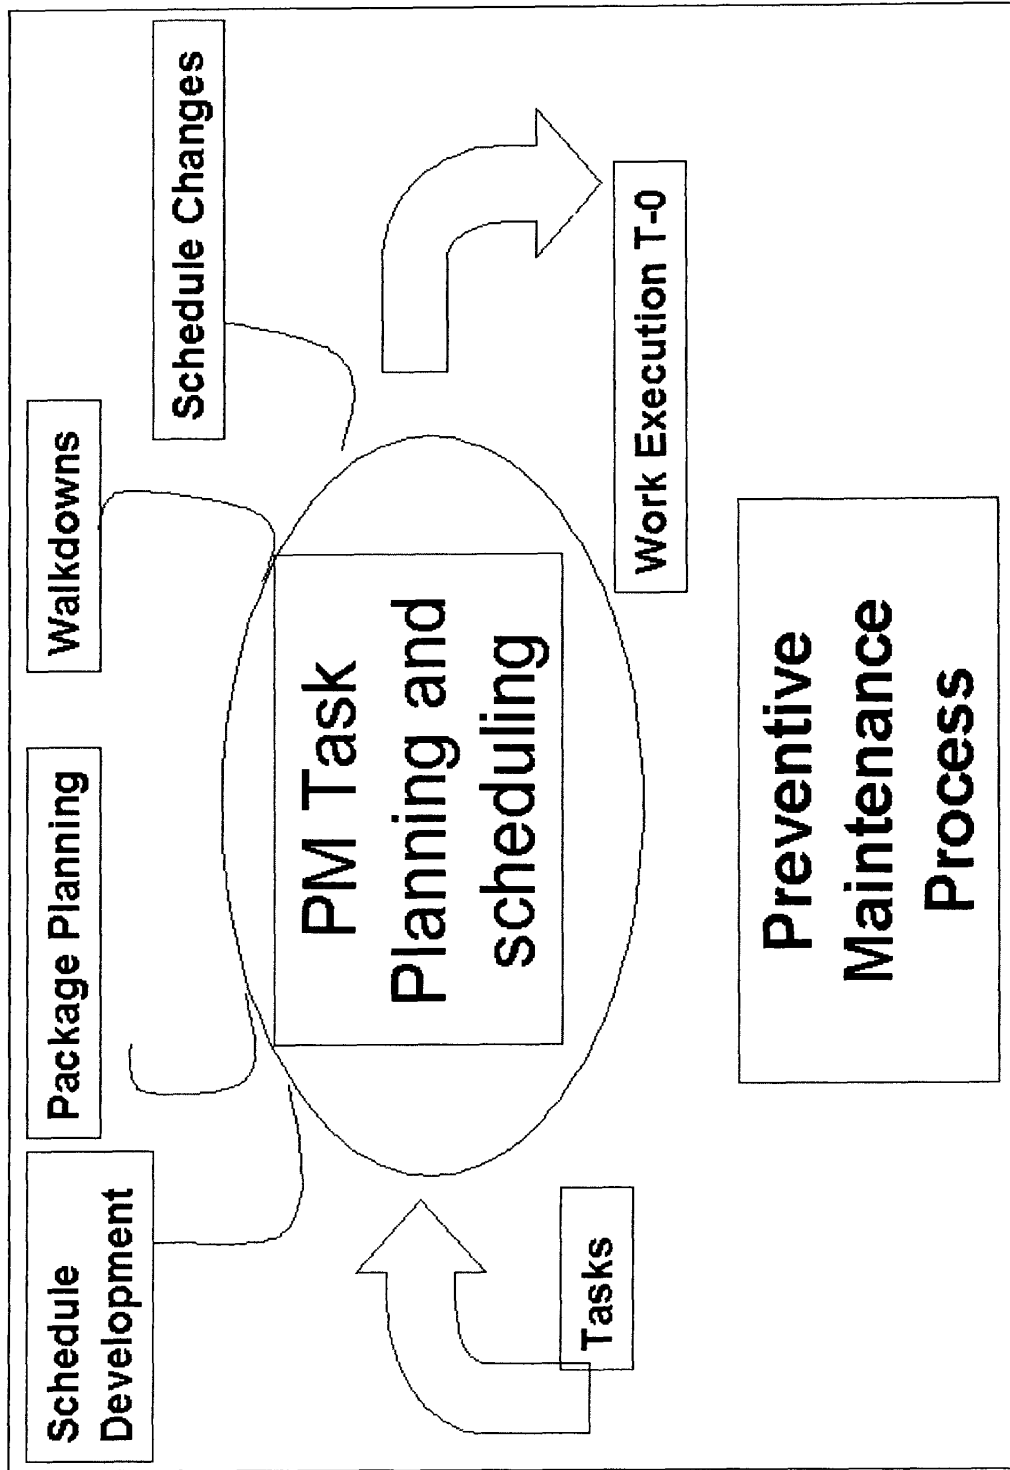 Schedule
Development
Package Planning
Walkdowns
Schedule Changes
PM Task
Planning and
scheduling
Tasks
Work Execution T-0
Preventive
Maintenance
Process